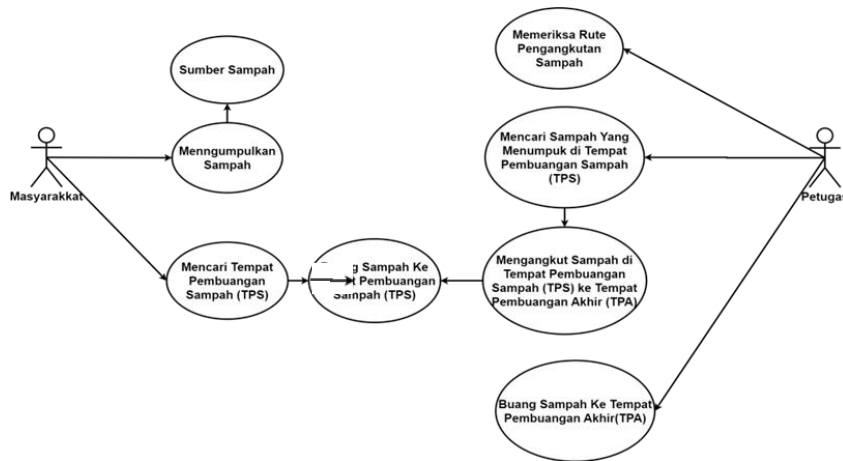 Memeriksa Rute
Pengangkutan
Sampah
Sumber Sampah
Menngumpulkan
Sampah
Mencari Sampah Yang
Menumpuk di Tempat
Pembuangan Sampah
(TPS)
Masyarakkat
Petugas
Mencari Tempat
Pembuangan
Sampah (TPS)
Sampah Ke
Pembuangan
Sampah (TPS)
Mengangkut Sampah di
Tempat Pembuangan
Sampah (TPS) ke Tempat
Pembuangan Akhir (TPA)
Buang Sampah Ke Tempat
Pembuangan Akhir(TPA)